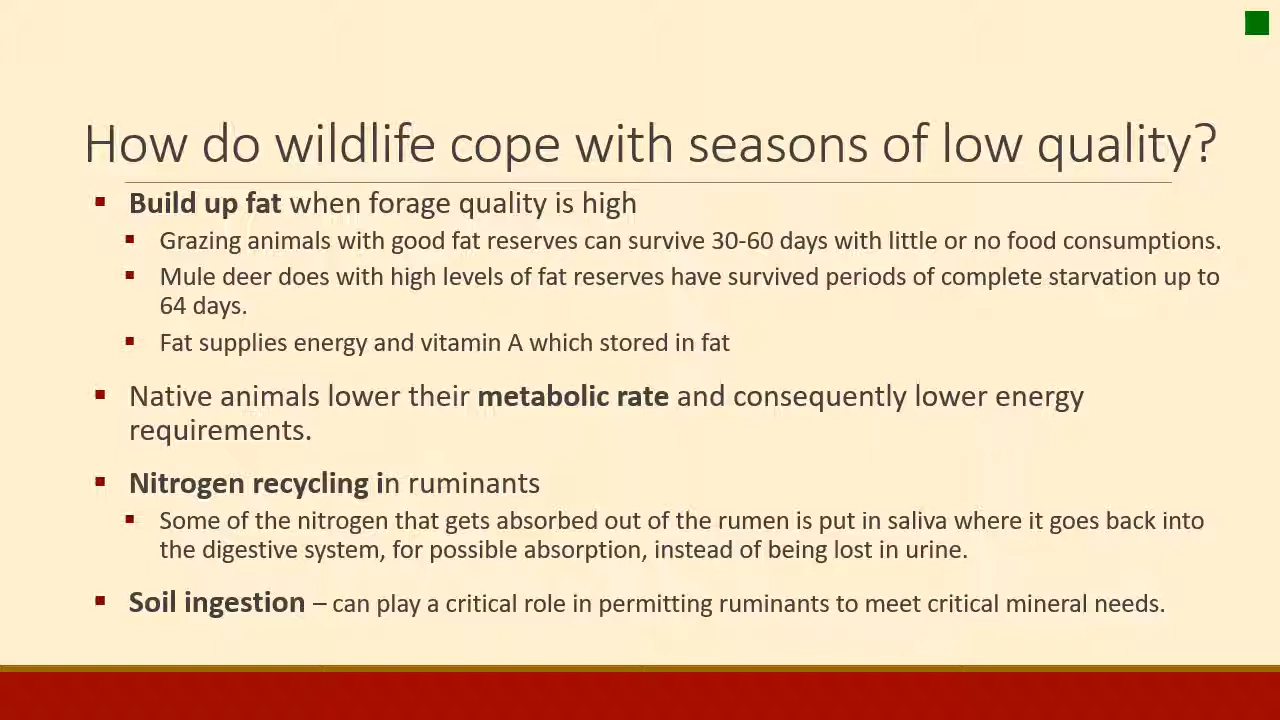 How do wildlife cope with seasons of low quality?
▪ Build up fat when forage quality is high
▪ Grazing animals with good fat reserves can survive 30-60 days with little or no food consumptions.
▪ Mule deer does with high levels of fat reserves have survived periods of complete starvation up to
64 days.
▪ Fat supplies energy and vitamin A which stored in fat
▪ Native animals lower their metabolic rate and consequently lower energy
requirements.
▪ Nitrogen recycling in ruminants
▪ Some of the nitrogen that gets absorbed out of the rumen is put in saliva where it goes back into
the digestive system, for possible absorption, instead of being lost in urine.
▪ Soil ingestion – can play a critical role in permitting ruminants to meet critical mineral needs.